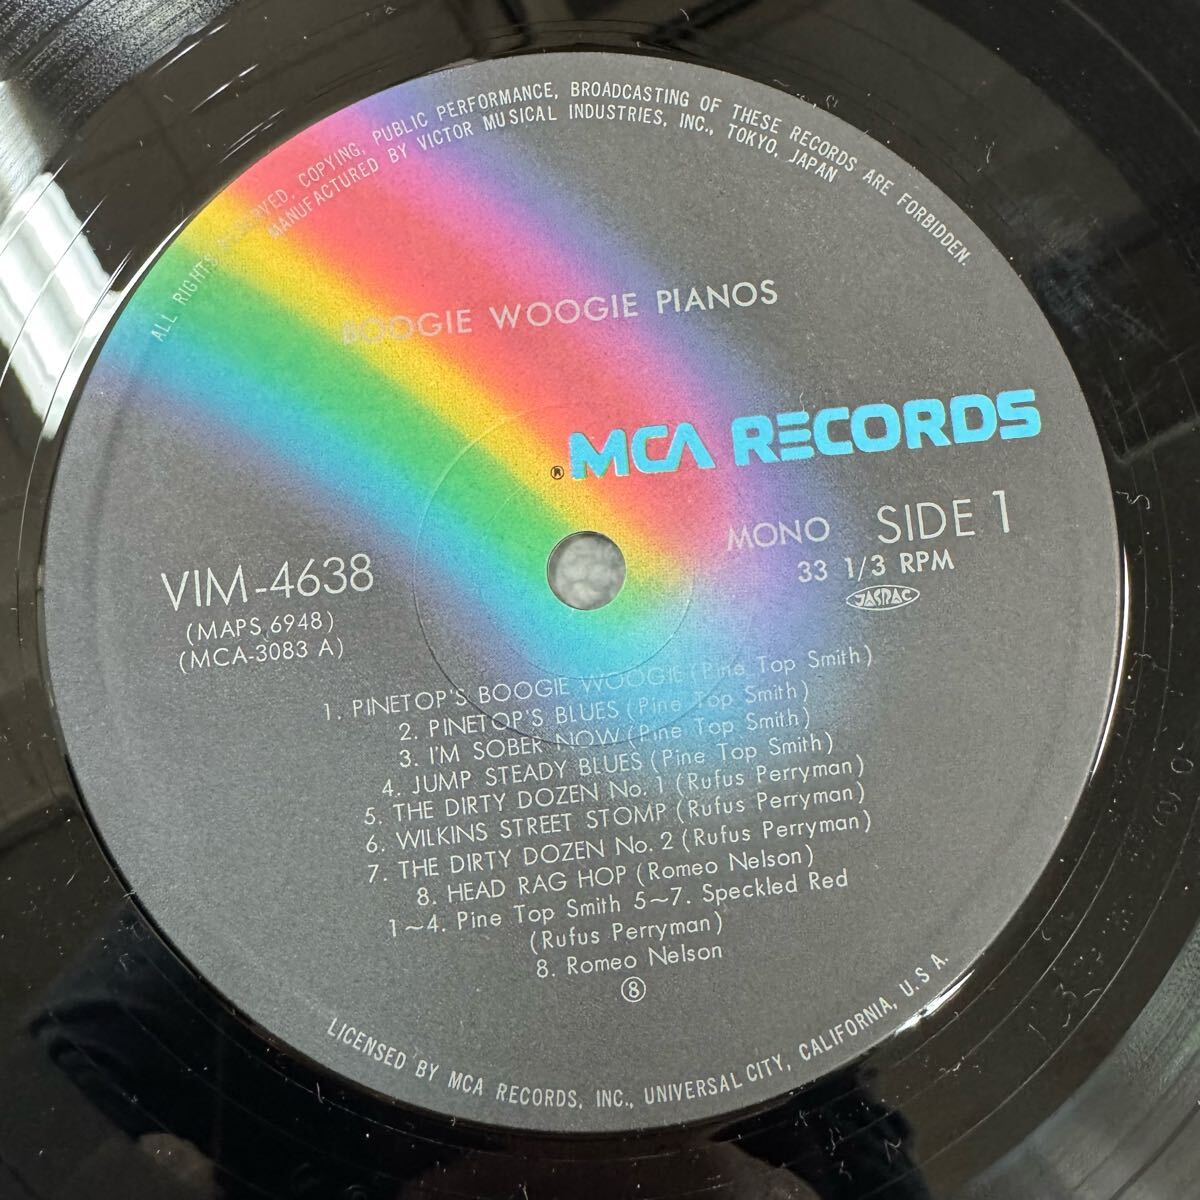 ALL RIGHTS RESERVED, COPYING, PUBLIC PERFORMANCE, BROADCASTING OF THESE RECORDS ARE FORBIDDEN.
MANUFACTURED BY VICTOR MUSICAL INDUSTRIES, INC., TOKYO, JAPAN
BOOGIE WOOGIE PIANOS
® MCA RECORDS
MONO SIDE 1
33 1/3 RPM
JASRAC
VIM-4638
(MAPS 6948)
(MCA-3083 A)
1. PINETOP'S BOOGIE WOOGIE (Pine Top Smith)
2. PINETOP'S BLUES (Pine Top Smith)
3. I'M SOBER NOW (Pine Top Smith)
4. JUMP STEADY BLUES (Pine Top Smith)
5. THE DIRTY DOZEN No. 1 (Rufus Perryman)
6. WILKINS STREET STOMP (Rufus Perryman)
7. THE DIRTY DOZEN No. 2 (Rufus Perryman)
8. HEAD RAG HOP (Romeo Nelson)
1~4. Pine Top Smith 5~7. Speckled Red
(Rufus Perryman)
8. Romeo Nelson
⑧
LICENSED BY MCA RECORDS, INC., UNIVERSAL CITY, CALIFORNIA, U.S.A.